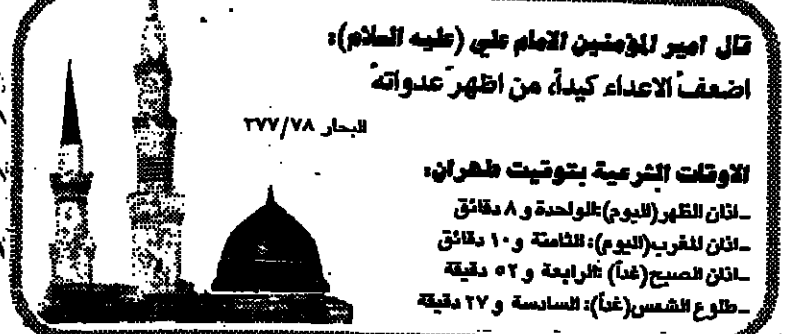 قال امير المؤمنين الامام علي (عليه السلام):
اضعفُ الاعداء كيداً، من اظهرَ عدواتهُ
البحار ٧٨/٣٧٧
الاوقات الشرعية بتوقيت طهران:
ـ اذان الظهر (اليوم): الواحدة و ٨ دقائق
ـ اذان المغرب (اليوم): الثامنة و ١٠ دقائق
ـ اذان الصبح (غداً): الرابعة و ٥٢ دقيقة
ـ طلوع الشمس (غداً): السادسة و ٢٧ دقيقة